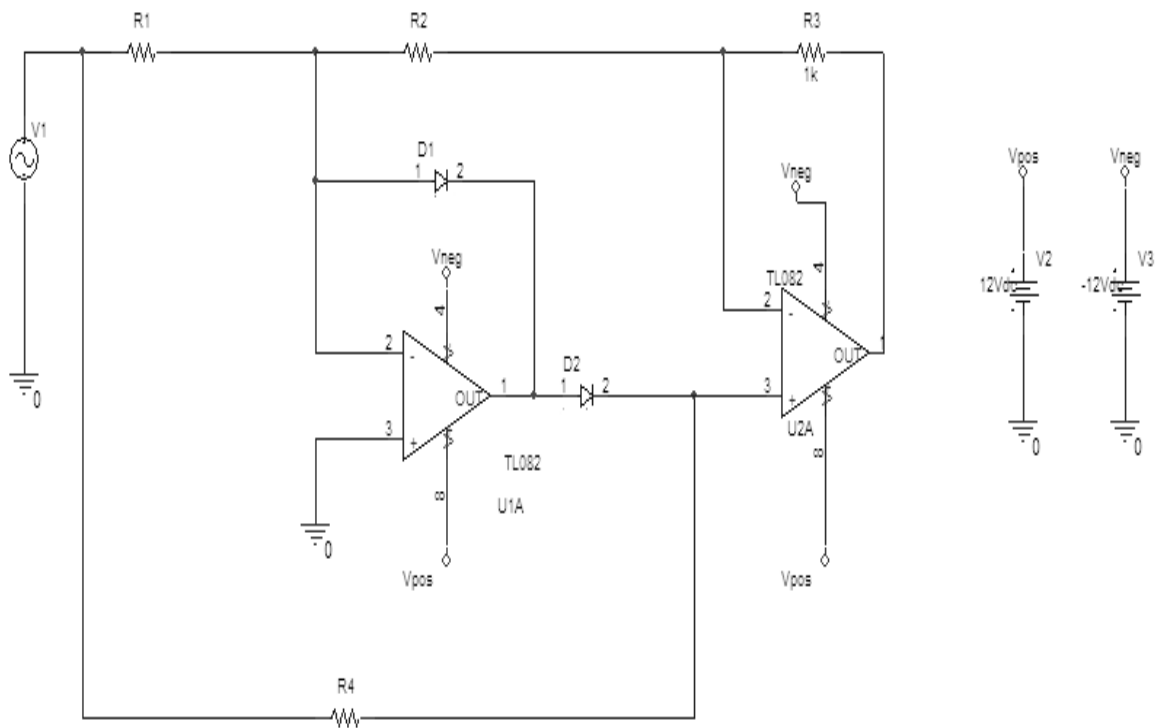 R1
R2
R3
1k
V1
D1
1
2
Vneg
Vpos
Vneg
4
V2
V3
TL082
12Vdc
-12Vdc
Vneg
4
2
-
2
-
OUT
1
OUT
1
D2
1
2
3
+
3
+
U2A
0
0
0
TL082
8
8
U1A
0
Vpos
Vpos
R4